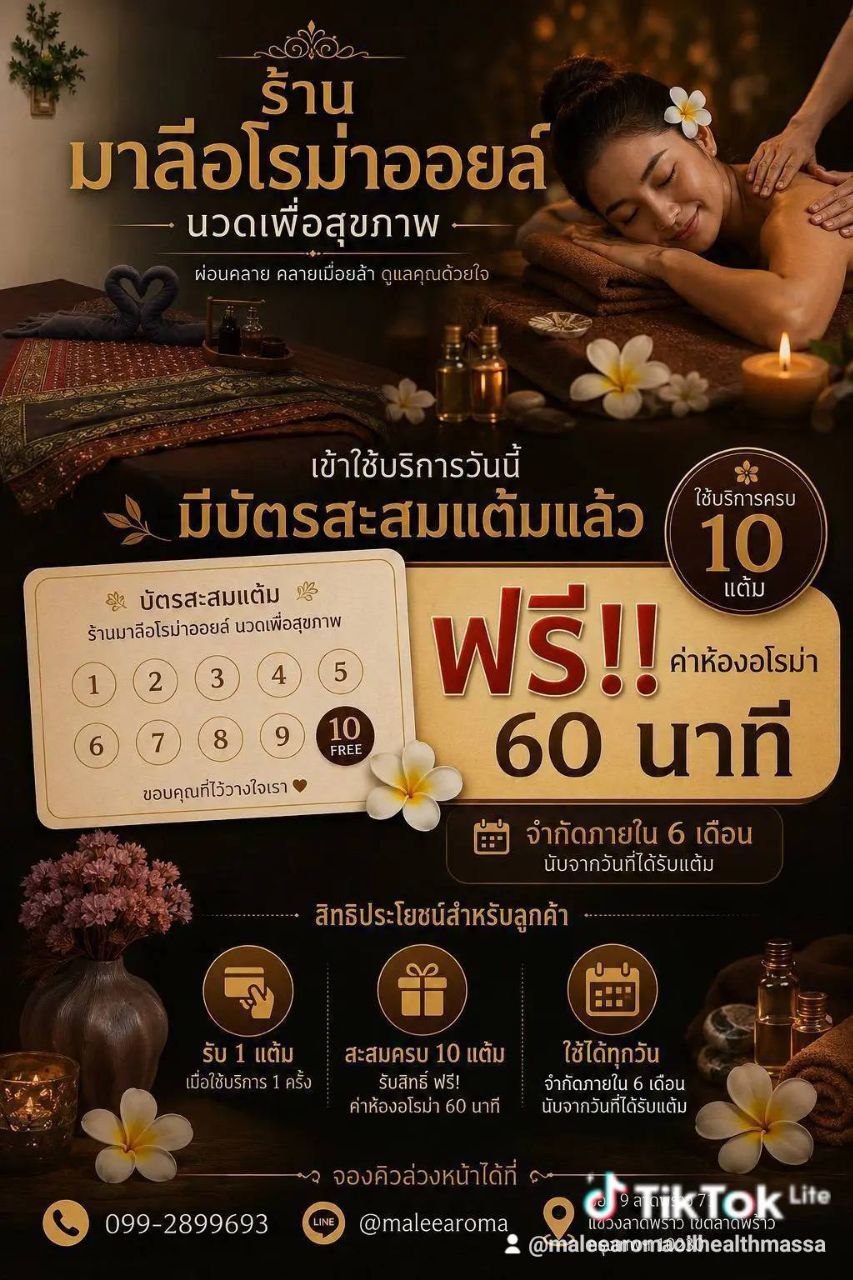 ร้าน
มาลีอโรม่าออยล์
นวดเพื่อสุขภาพ
ผ่อนคลาย คลายเมื่อยล้า ดูแลคุณด้วยใจ
เข้าใช้บริการวันนี้
มีบัตรสะสมแต้มแล้ว
ใช้บริการครบ
10
แต้ม
บัตรสะสมแต้ม
ร้านมาลีอโรม่าออยล์ นวดเพื่อสุขภาพ
1 2 3 4 5
6 7 8 9 10
FREE
ขอบคุณที่ไว้วางใจเรา
ฟรี!! ค่าห้องอโรม่า
60 นาที
จำกัดภายใน 6 เดือน
นับจากวันที่ได้รับแต้ม
สิทธิประโยชน์สำหรับลูกค้า
รับ 1 แต้ม
เมื่อใช้บริการ 1 ครั้ง
สะสมครบ 10 แต้ม
รับสิทธิ์ ฟรี!
ค่าห้องอโรม่า 60 นาที
ใช้ได้ทุกวัน
จำกัดภายใน 6 เดือน
นับจากวันที่ได้รับแต้ม
จองคิวล่วงหน้าได้ที่
099-2899693
LINE @maleearoma
แขวงลาดพร้าว เขตลาดพร้าว
TikTok Lite
@maleearomaoilhealthmassa